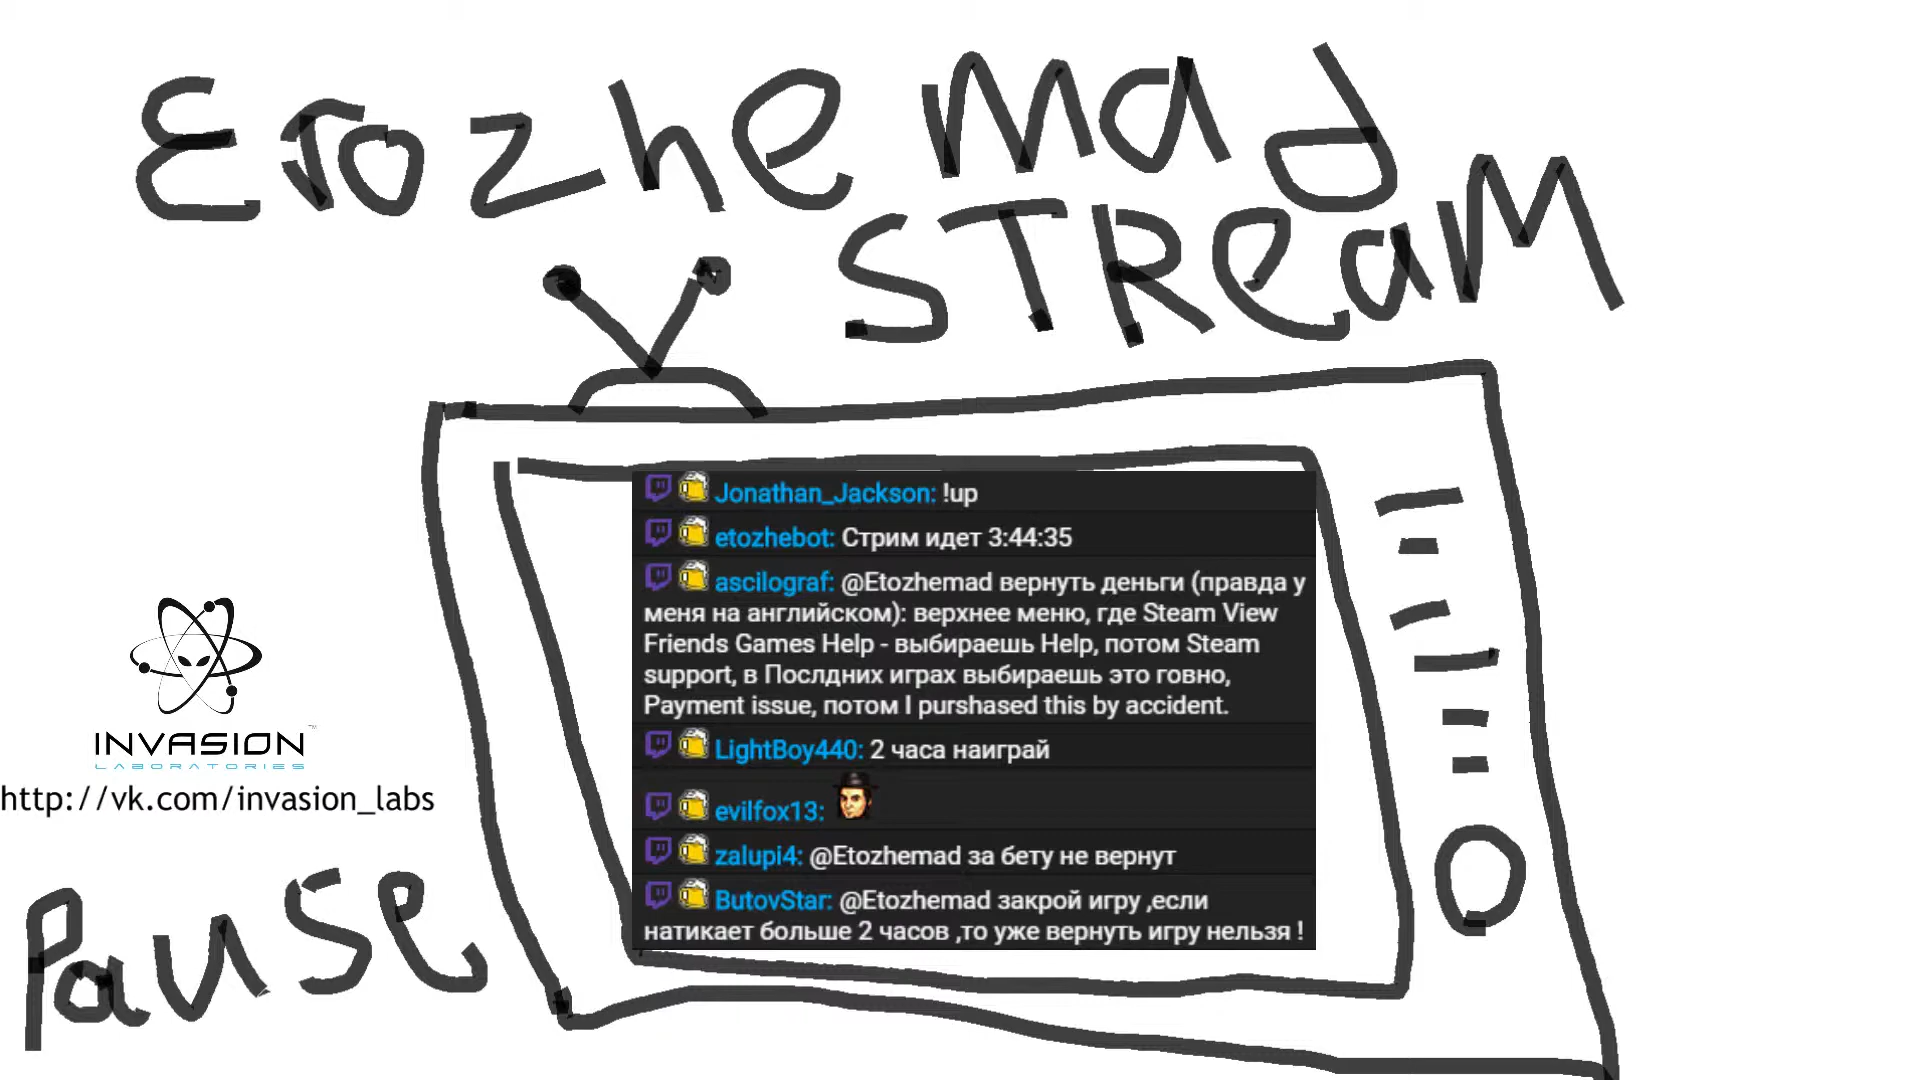 Etozhemad
STReaM
Jonathan_Jackson: !up
etozhebot: Стрим идет 3:44:35
ascilograf: @Etozhemad вернуть деньги (правда у
меня на английском): верхнее меню, где Steam View
Friends Games Help - выбираешь Help, потом Steam
support, в Послдних играх выбираешь это говно,
Payment issue, потом I purshased this by accident.
LightBoy440: 2 часа наиграй
evilfox13:
zalupi4: @Etozhemad за бету не вернут
ButovStar: @Etozhemad закрой игру ,если
натикает больше 2 часов ,то уже вернуть игру нельзя !
INVASION™
LABORATORIES
http://vk.com/invasion_labs
Pause